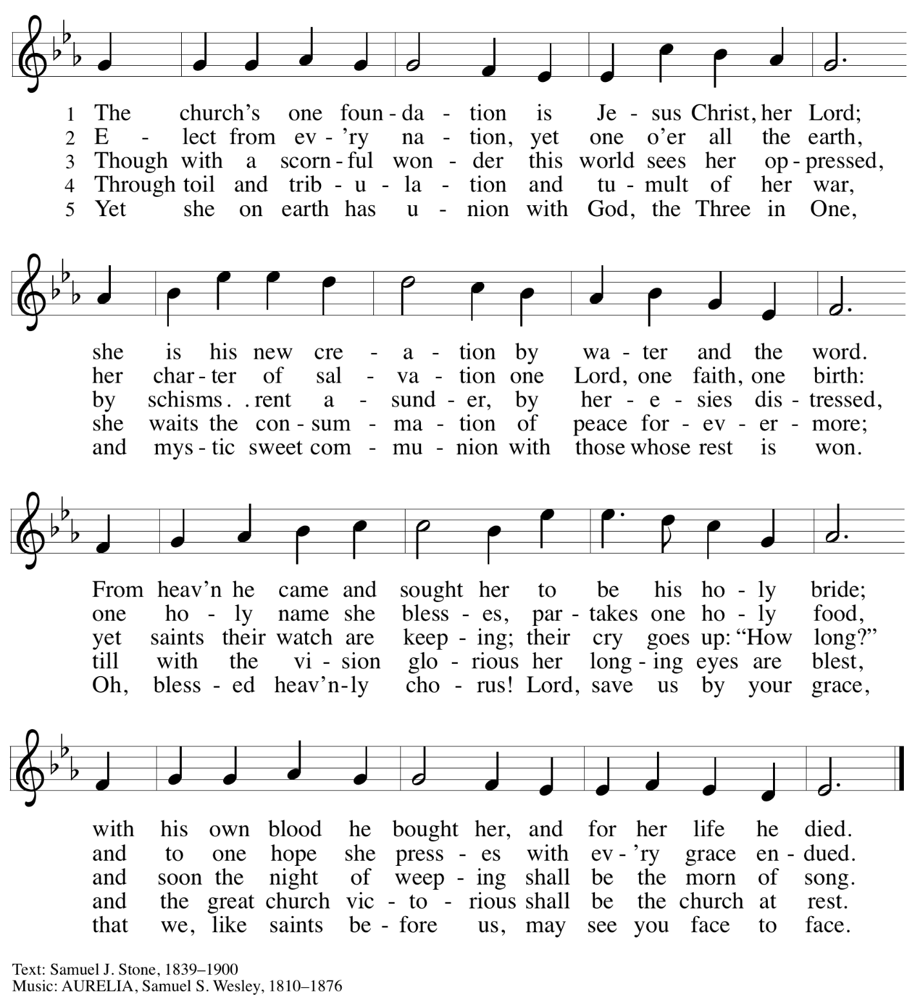 1 The church's one foun - da - tion is Je - sus Christ, her Lord;
2 E - lect from ev - 'ry na - tion, yet one o'er all the earth,
3 Though with a scorn - ful won - der this world sees her op - pressed,
4 Through toil and trib - u - la - tion and tu - mult of her war,
5 Yet she on earth has u - nion with God, the Three in One,
she is his new cre - a - tion by wa - ter and the word.
her char - ter of sal - va - tion one Lord, one faith, one birth:
by schisms . . rent a - sund - er, by her - e - sies dis - tressed,
she waits the con - sum - ma - tion of peace for - ev - er - more;
and mys - tic sweet com - mu - nion with those whose rest is won.
From heav'n he came and sought her to be his ho - ly bride;
one ho - ly name she bless - es, par - takes one ho - ly food,
yet saints their watch are keep - ing; their cry goes up: “How long?”
till with the vi - sion glo - rious her long - ing eyes are blest,
Oh, bless - ed heav'n - ly cho - rus! Lord, save us by your grace,
with his own blood he bought her, and for her life he died.
and to one hope she press - es with ev - 'ry grace en - dued.
and soon the night of weep - ing shall be the morn of song.
and the great church vic - to - rious shall be the church at rest.
that we, like saints be - fore us, may see you face to face.
Text: Samuel J. Stone, 1839–1900
Music: AURELIA, Samuel S. Wesley, 1810–1876